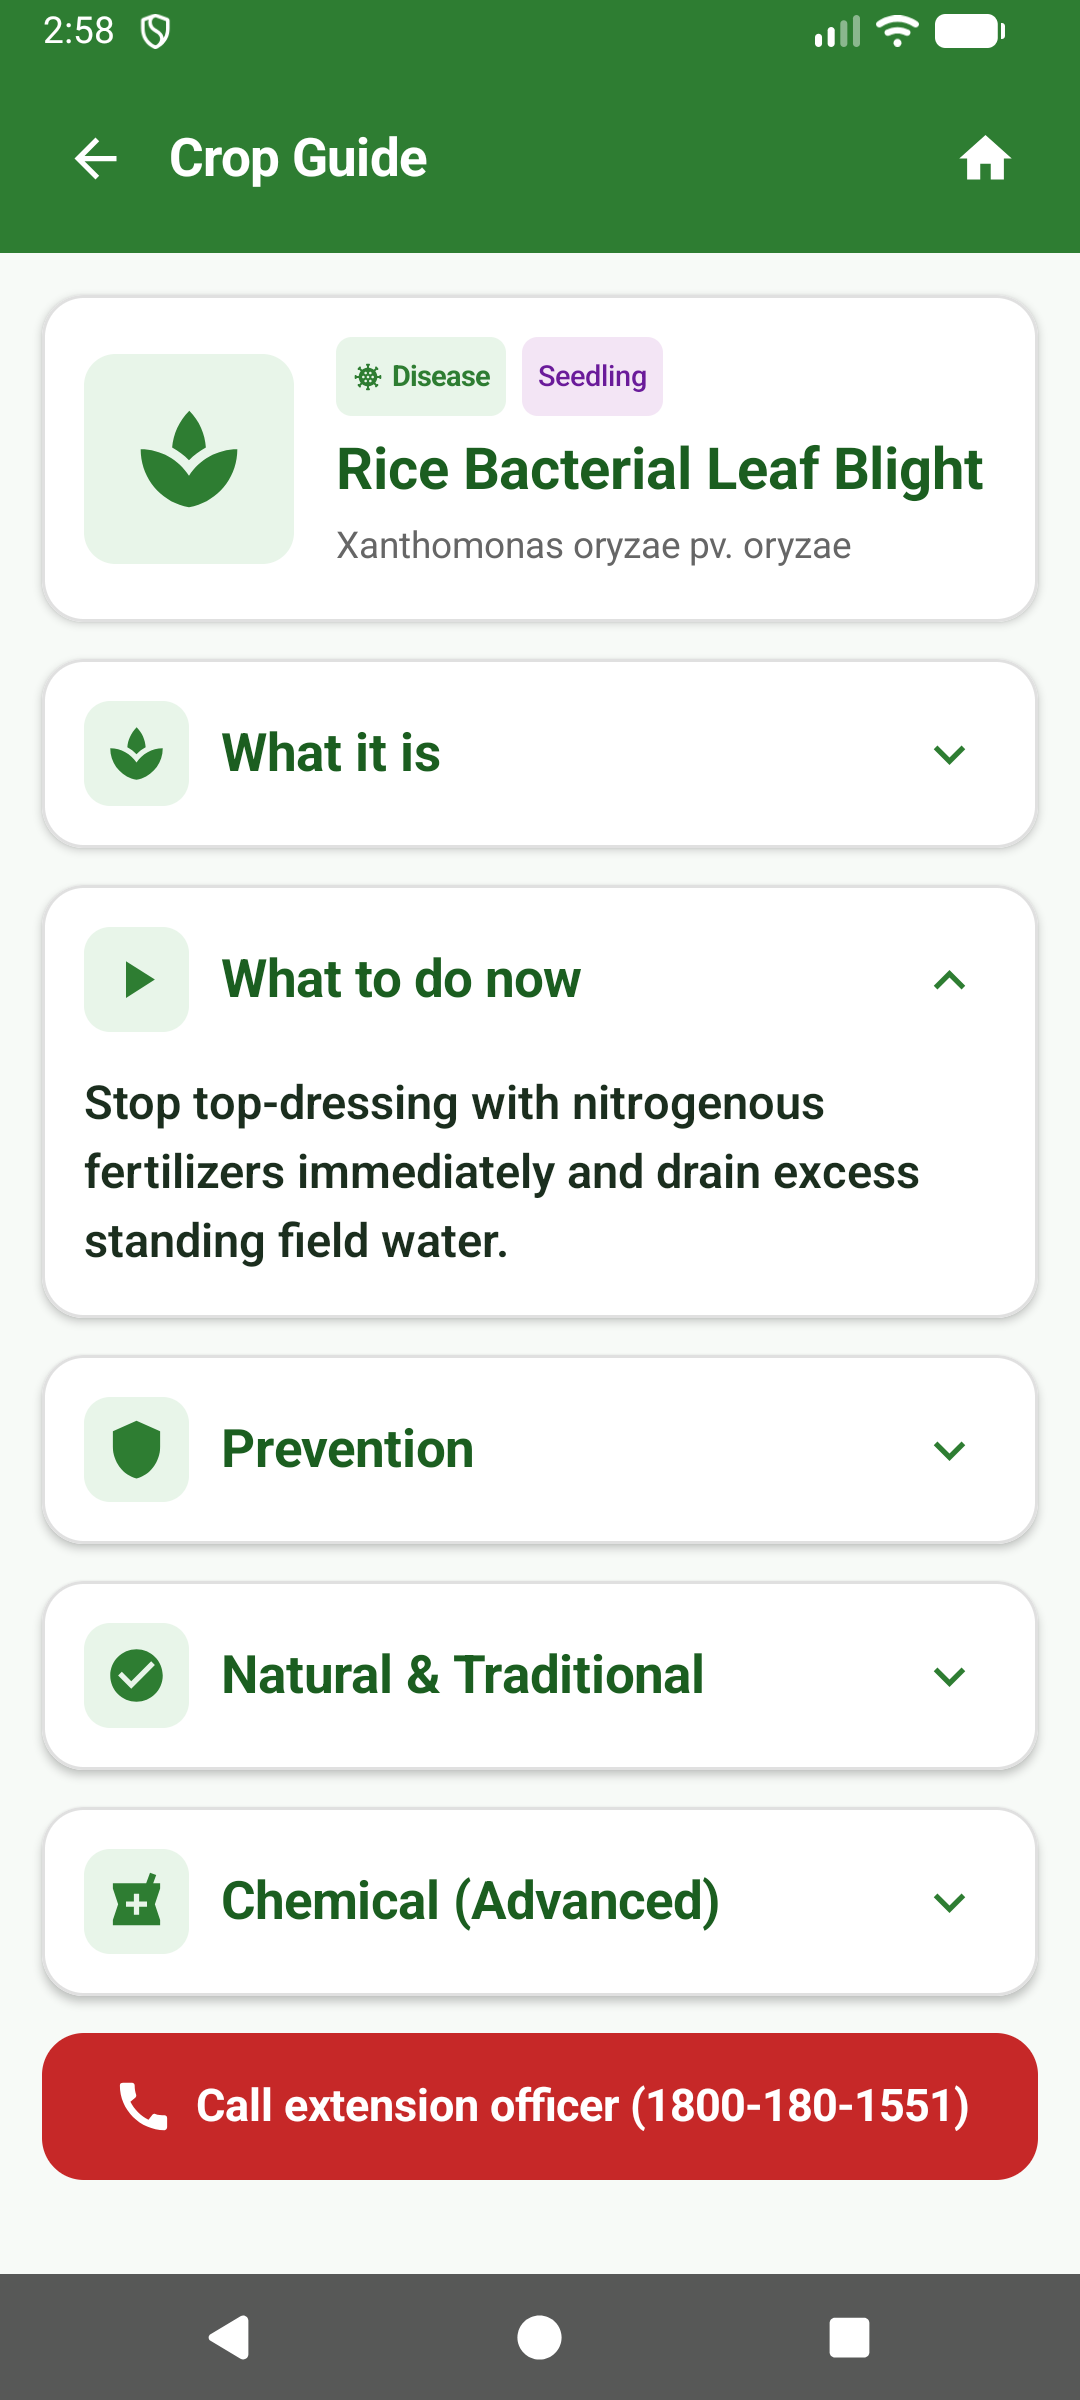 2:58
Crop Guide
Disease
Seedling
Rice Bacterial Leaf Blight
Xanthomonas oryzae pv. oryzae
What it is
What to do now
Stop top-dressing with nitrogenous
fertilizers immediately and drain excess
standing field water.
Prevention
Natural & Traditional
Chemical (Advanced)
Call extension officer (1800-180-1551)